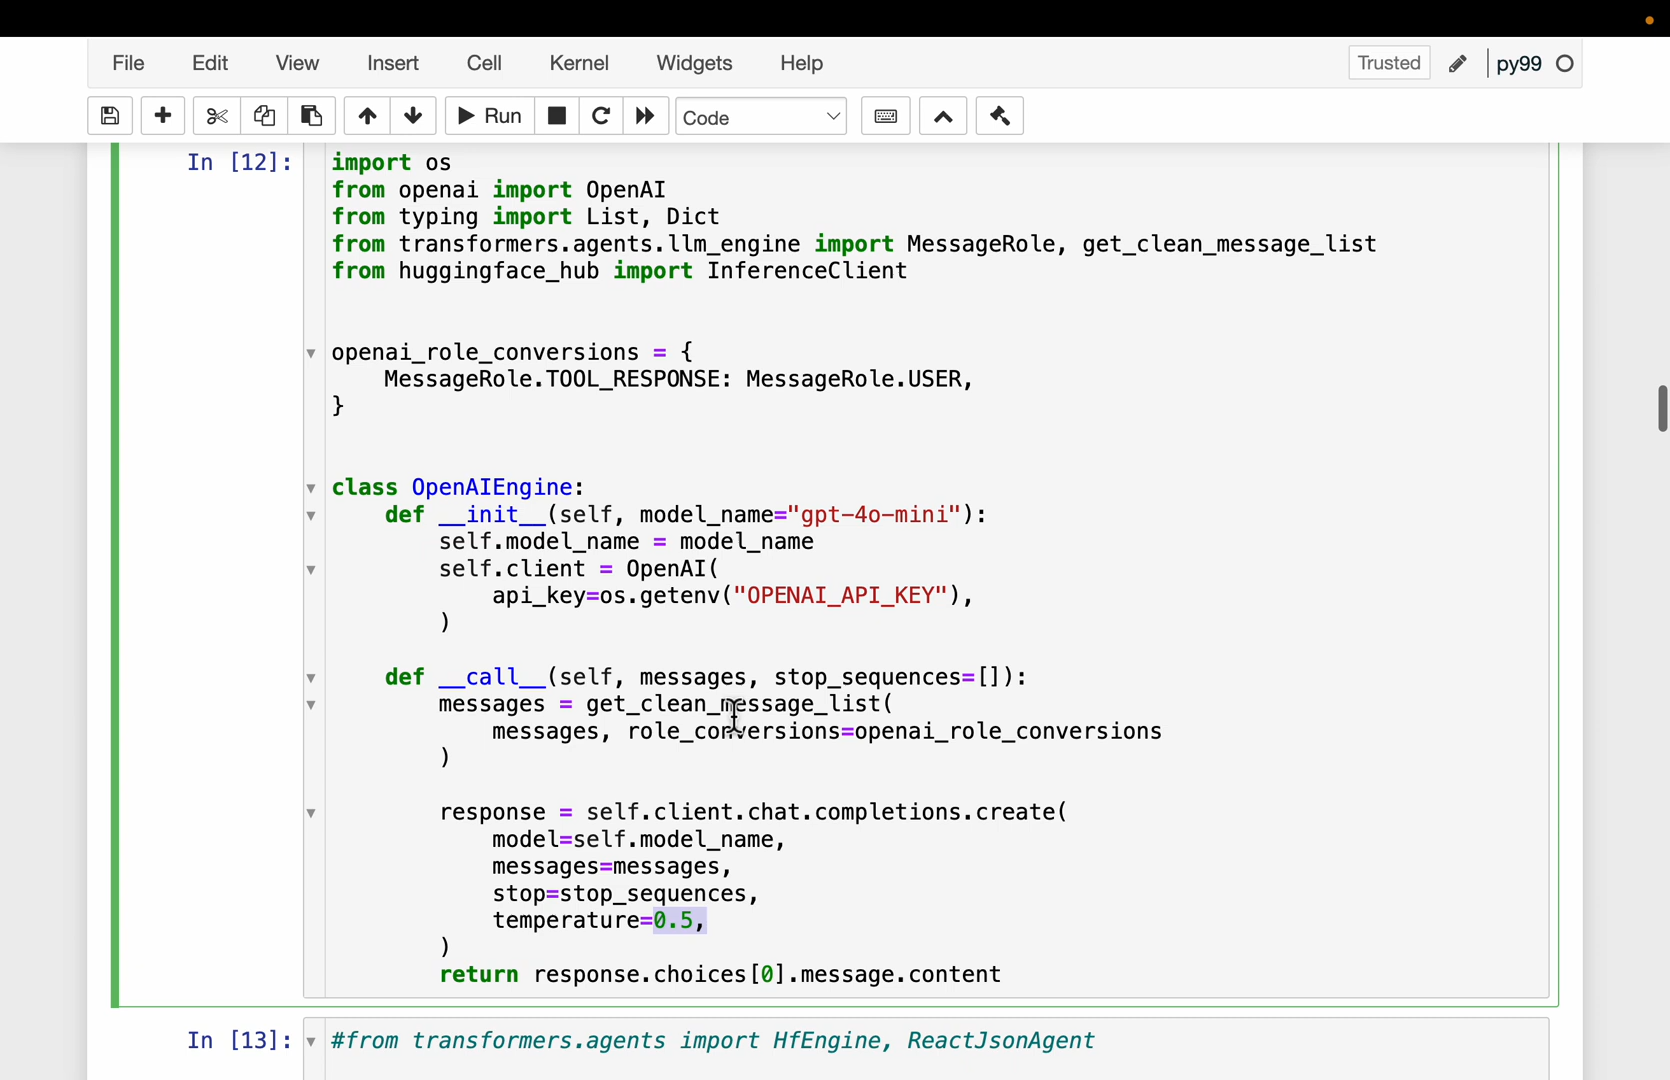 File Edit View Insert Cell Kernel Widgets Help Trusted py99
Run Code
In [12]: import os
from openai import OpenAI
from typing import List, Dict
from transformers.agents.llm_engine import MessageRole, get_clean_message_list
from huggingface_hub import InferenceClient
openai_role_conversions = {
MessageRole.TOOL_RESPONSE: MessageRole.USER,
}
class OpenAIEngine:
def __init__(self, model_name="gpt-4o-mini"):
self.model_name = model_name
self.client = OpenAI(
api_key=os.getenv("OPENAI_API_KEY"),
)
def __call__(self, messages, stop_sequences=[]):
messages = get_clean_message_list(
messages, role_conversions=openai_role_conversions
)
response = self.client.chat.completions.create(
model=self.model_name,
messages=messages,
stop=stop_sequences,
temperature=0.5,
)
return response.choices[0].message.content
In [13]: #from transformers.agents import HfEngine, ReactJsonAgent